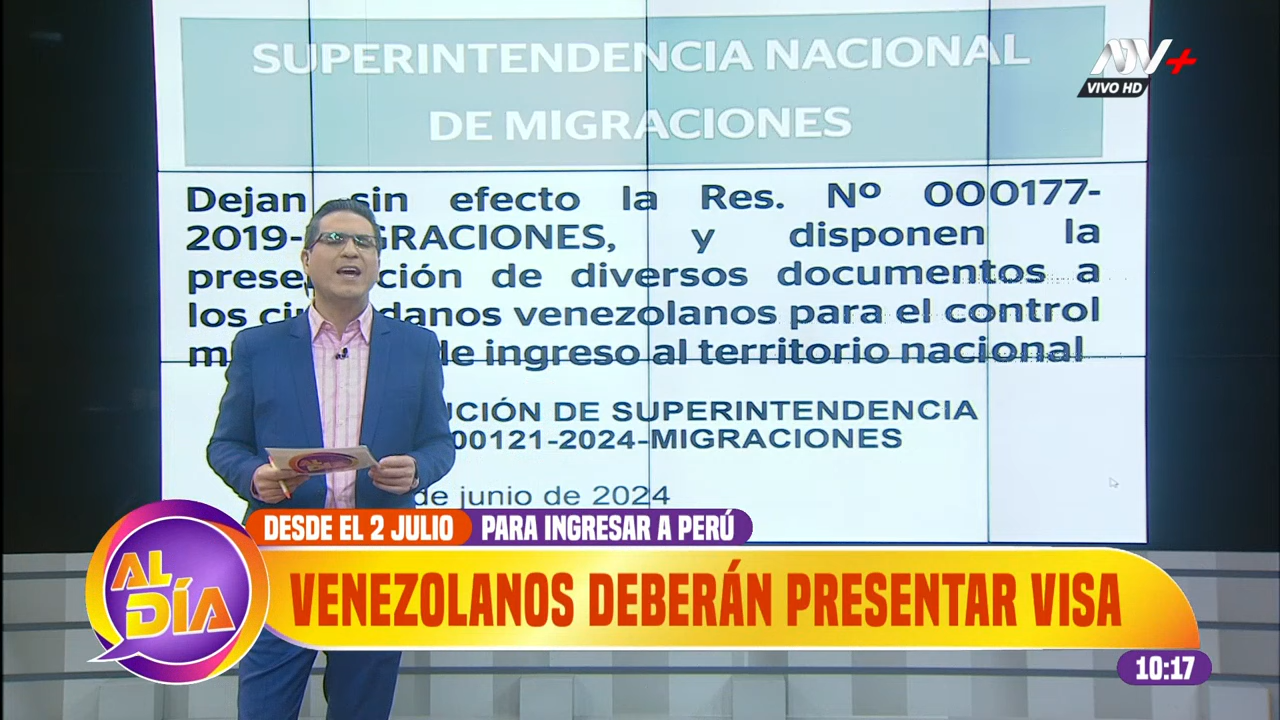 SUPERINTENDENCIA NACIONAL
DE MIGRACIONES
ATV+
VIVO HD
Dejan sin efecto la Res. Nº 000177-
2019- GRACIONES, y disponen la
prese ción de diversos documentos a
los ciu danos venezolanos para el control
m de ingreso al territorio nacional
UCIÓN DE SUPERINTENDENCIA
00121-2024-MIGRACIONES
de junio de 2024
DESDE EL 2 JULIO PARA INGRESAR A PERÚ
AL DÍA
VENEZOLANOS DEBERÁN PRESENTAR VISA
10:17